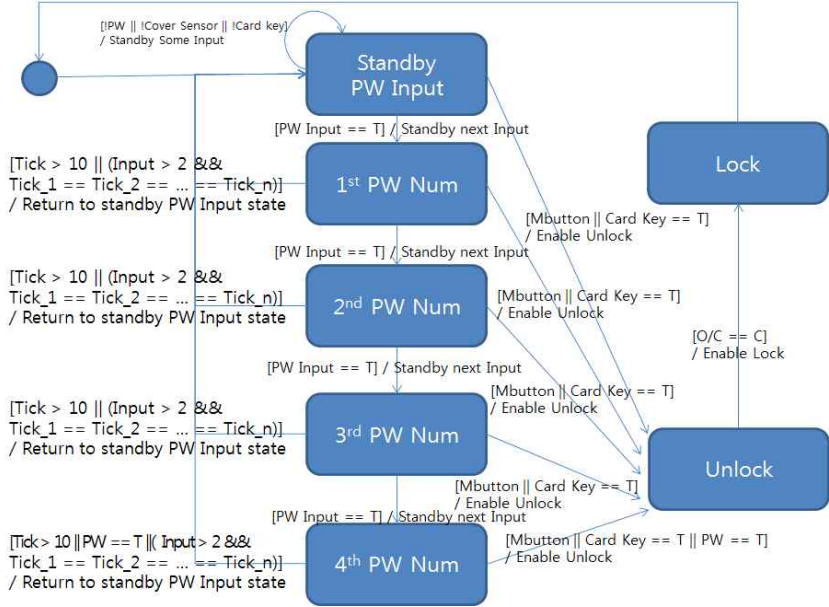 [!PW || !Cover Sensor || !Card key]
/ Standby Some Input
Standby
PW Input
[PW Input == T] / Standby next Input
Lock
[Tick > 10 || (Input > 2 &&
Tick_1 == Tick_2 == ... == Tick_n)]
/ Return to standby PW Input state
1st PW Num
[Mbutton || Card Key == T]
/ Enable Unlock
[PW Input == T] / Standby next Input
[Tick > 10 || (Input > 2 &&
Tick_1 == Tick_2 == ... == Tick_n)]
/ Return to standby PW Input state
2nd PW Num
[Mbutton || Card Key == T]
/ Enable Unlock
[O/C == C]
/ Enable Lock
[PW Input == T] / Standby next Input
[Tick > 10 || (Input > 2 &&
Tick_1 == Tick_2 == ... == Tick_n)]
/ Return to standby PW Input state
3rd PW Num
[Mbutton || Card Key == T]
/ Enable Unlock
Unlock
[Mbutton || Card Key == T]
/ Enable Unlock
[PW Input == T] / Standby next Input
[Tick > 10 || PW == T ||( Input > 2 &&
Tick_1 == Tick_2 == ... == Tick_n)]
/ Return to standby PW Input state
4th PW Num
[Mbutton || Card Key == T || PW == T]
/ Enable Unlock